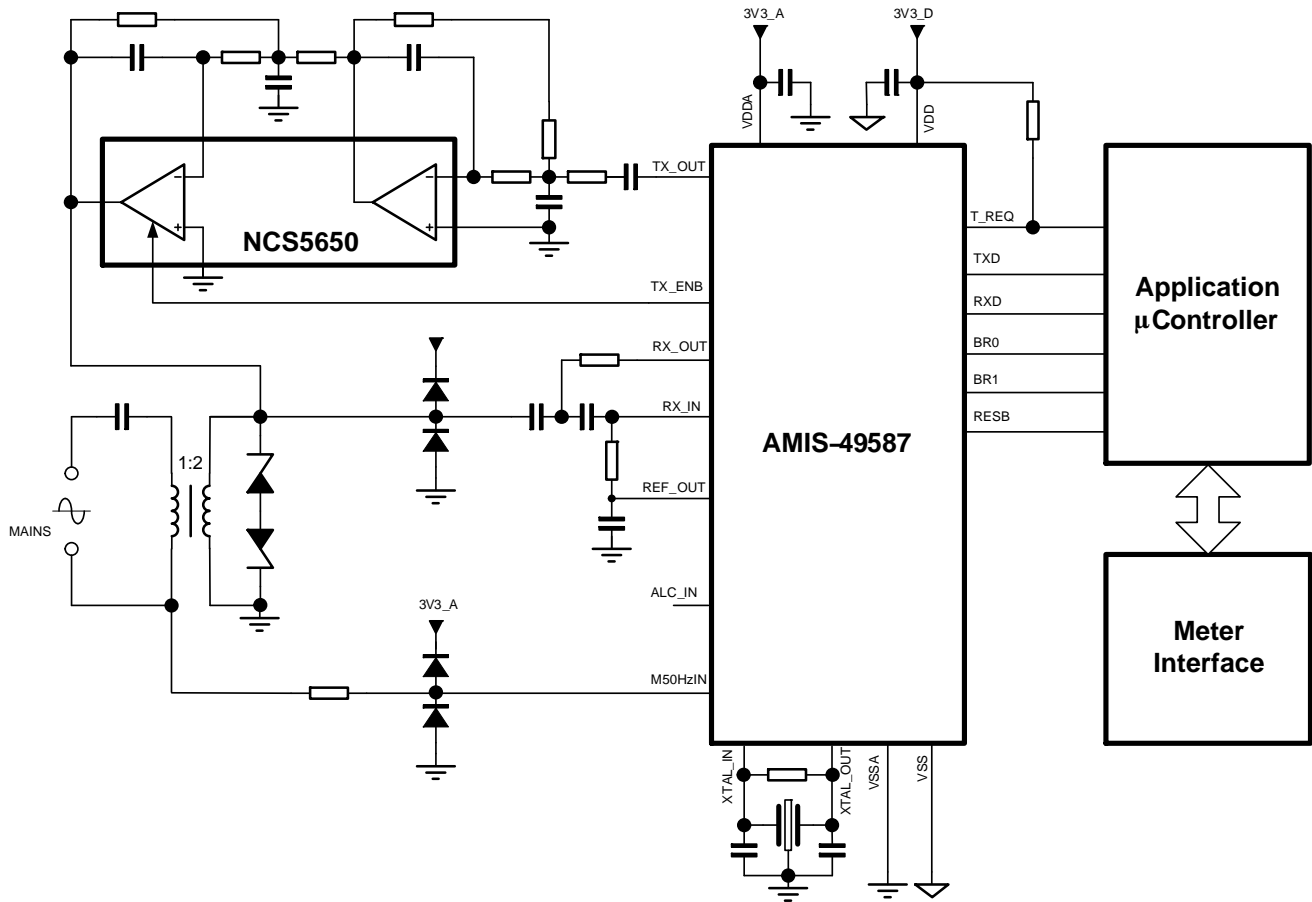 3V3_A
3V3_D
VDDA
VDD
TX_OUT
T_REQ
NCS5650
TXD
TX_ENB
Application
µController
RXD
RX_OUT
BR0
BR1
RX_IN
RESB
AMIS-49587
1:2
REF_OUT
MAINS
ALC_IN
3V3_A
Meter
Interface
M50HzIN
XTAL_IN
XTAL_OUT
VSSA
VSS